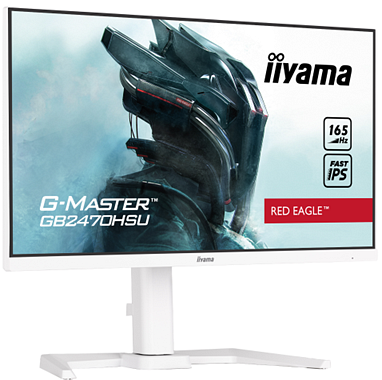 iiyama
165
Hz
FAST
IPS
G-MASTER™
GB2470HSU
RED EAGLE™
iiyama